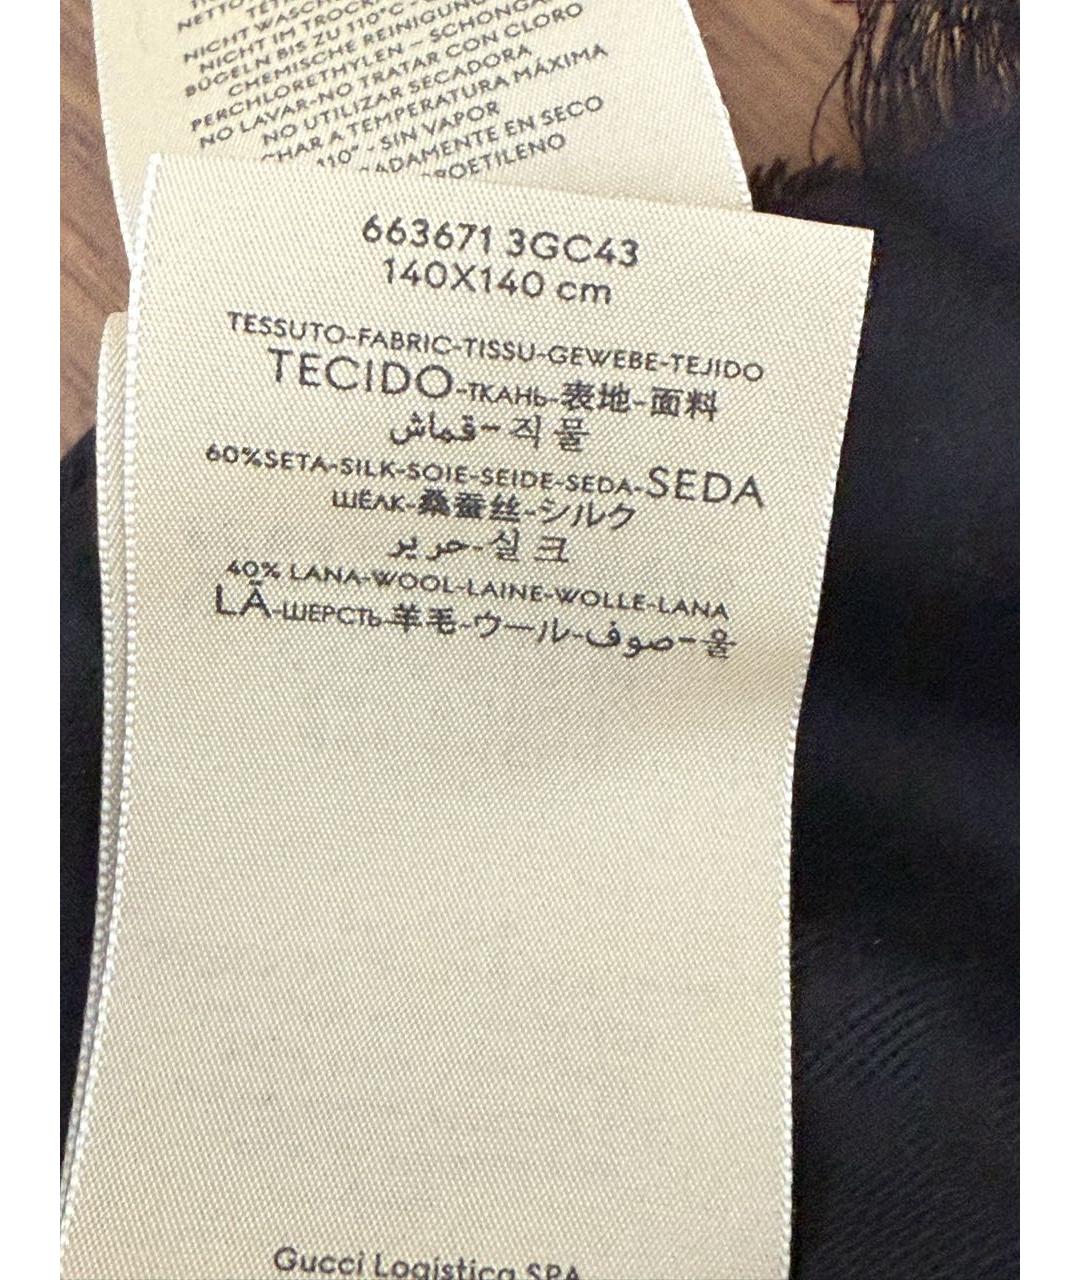 NETTO
NICHT WASCH
NICHT IM TROCK
BÜGELN BIS ZU 110°C -
CHEMISCHE REINIGUN
PERCHLORETHYLEN – SCHONGA
NO LAVAR-NO TRATAR CON CLORO
NO UTILIZAR SECADORA
CHAR A TEMPERATURA MÁXIMA
110° - SIN VAPOR
ADAMENTE EN SECO
OETILENO
663671 3GC43
140X140 cm
TESSUTO-FABRIC-TISSU-GEWEBE-TEJIDO
TECIDO-ТКАНЬ-表地-面料
قماش-직물
60%SETA-SILK-SOIE-SEIDE-SEDA-SEDA
ШЁЛК-桑蚕丝-シルク
حرير-실크
40% LANA-WOOL-LAINE-WOLLE-LANA
LÃ-ШЕРСТЬ-羊毛-ウール-صوف-울
Gucci Logistica SPA